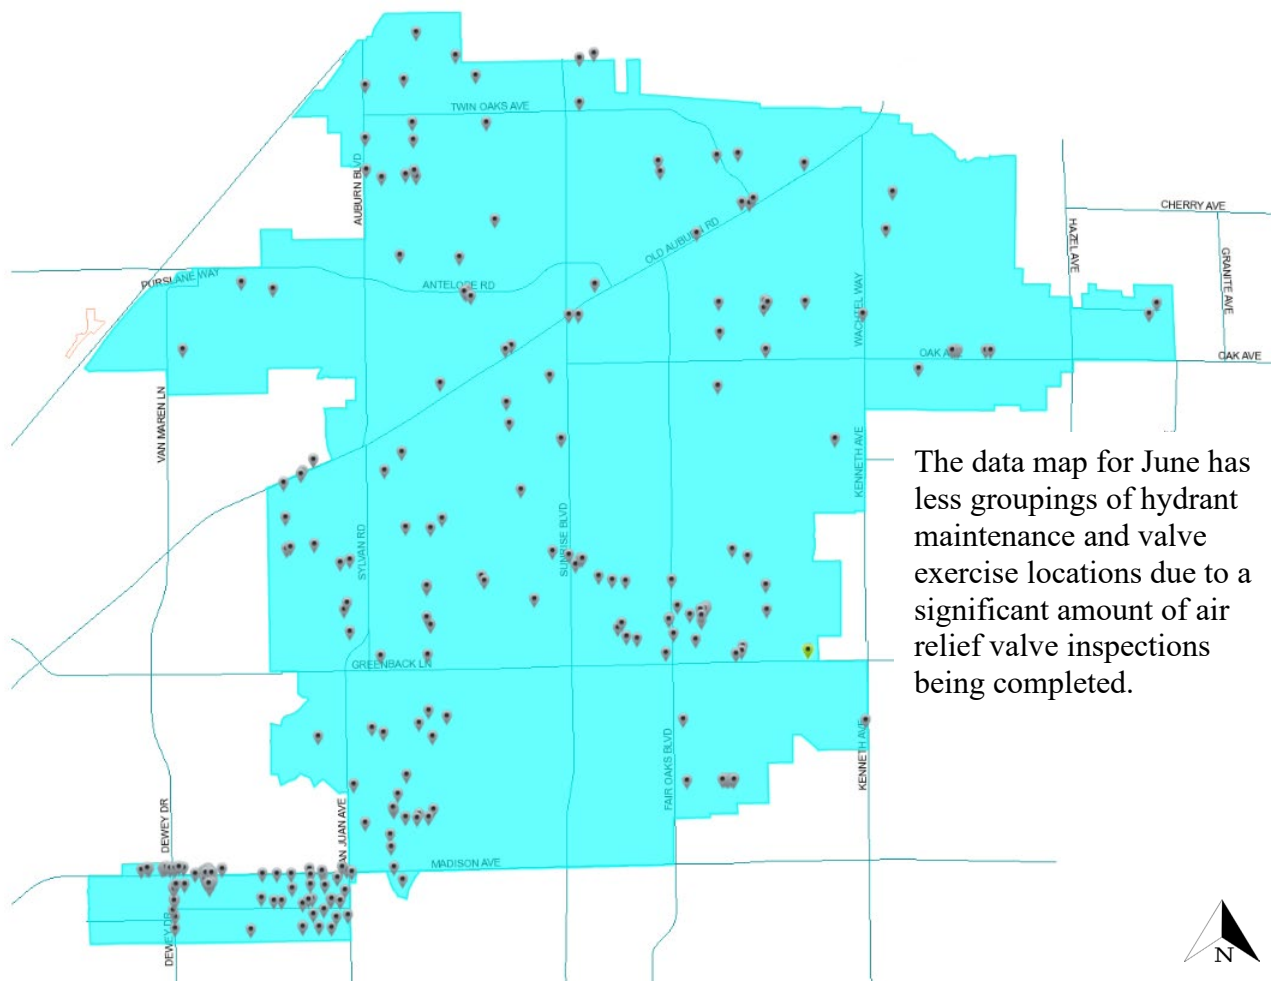 TWIN OAKS AVE
AUBURN BLVD
CHERRY AVE
HAZEL AVE
GRANITE AVE
OLD AUBURN RD
PURSLANE WAY
ANTELOPE RD
WACHTEL WAY
OAK AVE
OAK AVE
VAN MAREN LN
KENNETH AVE
The data map for June has
less groupings of hydrant
maintenance and valve
exercise locations due to a
significant amount of air
relief valve inspections
being completed.
SYLVAN RD
SUNRISE BLVD
GREENBACK LN
FAIR OAKS BLVD
KENNETH AVE
DEWEY DR
AN JUAN AVE
MADISON AVE
DEWEY DR
N